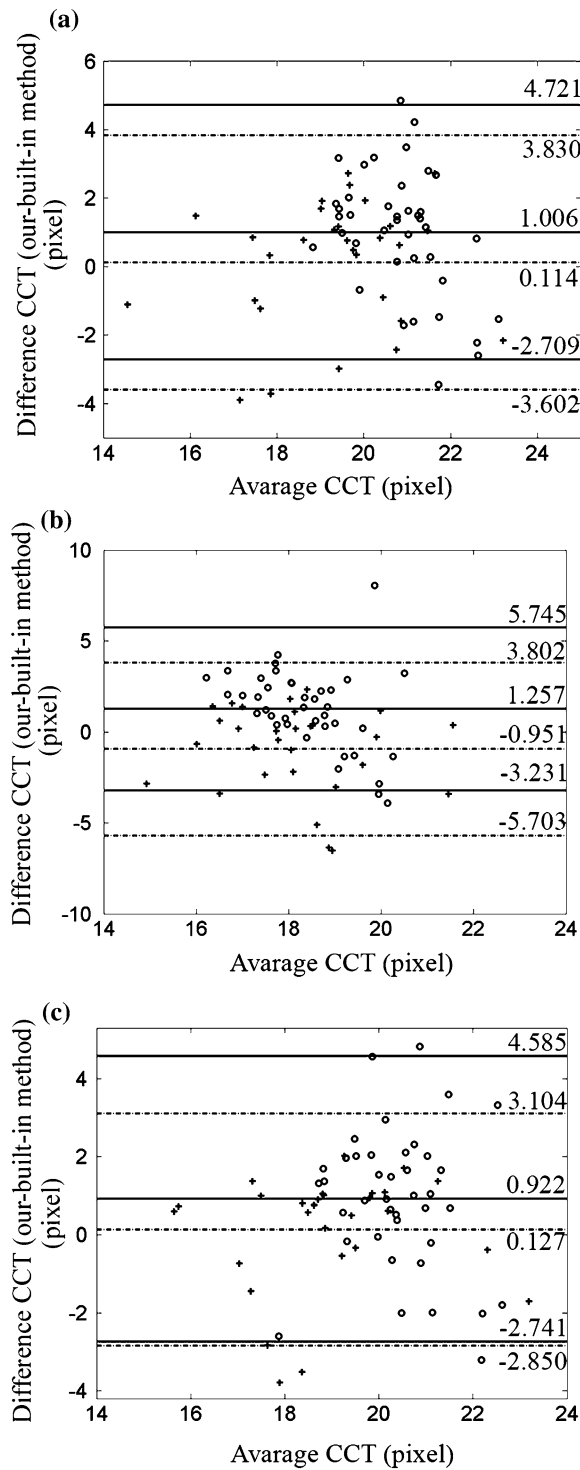 (a)
6
4
2
0
-2
-4
4.721
3.830
1.006
0.114
-2.709
-3.602
14 16 18 20 22 24
Difference CCT (our-built-in method)
(pixel)
Avarage CCT (pixel)
(b)
10
5
0
-5
-10
5.745
3.802
1.257
-0.951
-3.231
-5.703
14 16 18 20 22 24
Difference CCT (our-built-in method)
(pixel)
Avarage CCT (pixel)
(c)
4
2
0
-2
-4
4.585
3.104
0.922
0.127
-2.741
-2.850
14 16 18 20 22 24
Difference CCT (our-built-in method)
(pixel)
Avarage CCT (pixel)